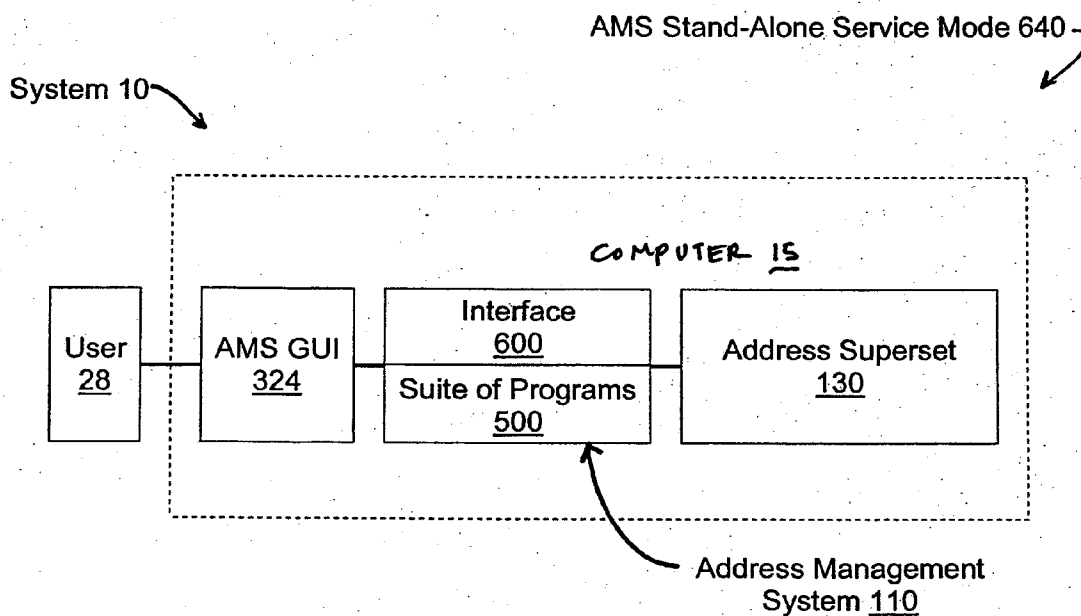 AMS Stand-Alone Service Mode 640
System 10
COMPUTER 15
User
28
AMS GUI
324
Interface
600
Suite of Programs
500
Address Superset
130
Address Management
System 110